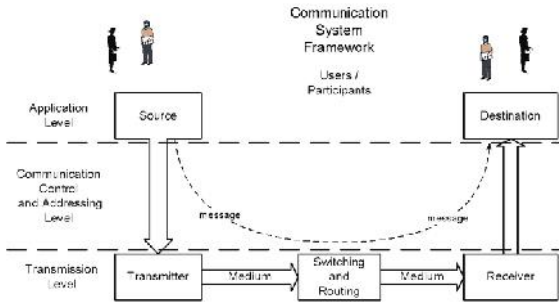 Communication
System
Framework
Users /
Participants
Application
Level
Source
Destination
Communication
Control
and Addressing
Level
message
message
Transmission
Level
Transmitter
Medium
Switching
and
Routing
Medium
Receiver